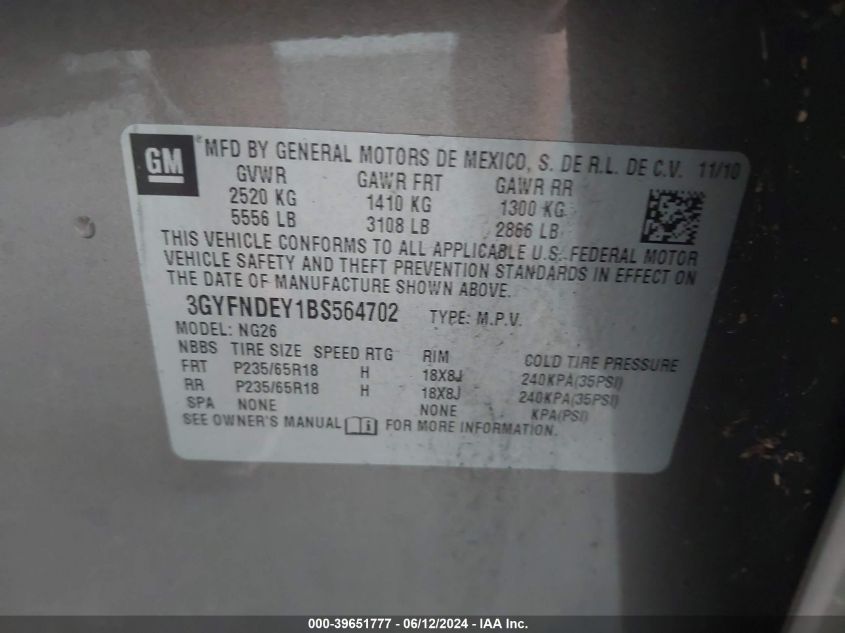 GM
MFD BY GENERAL MOTORS DE MEXICO, S. DE R.L. DE C.V. 11/10
GVWR GAWR FRT GAWR RR
2520 KG 1410 KG 1300 KG
5556 LB 3108 LB 2866 LB
THIS VEHICLE CONFORMS TO ALL APPLICABLE U.S. FEDERAL MOTOR
VEHICLE SAFETY AND THEFT PREVENTION STANDARDS IN EFFECT ON
THE DATE OF MANUFACTURE SHOWN ABOVE.
3GYFNDEY1BS564702 TYPE: M.P.V.
MODEL: NG26
NBBS TIRE SIZE SPEED RTG RIM COLD TIRE PRESSURE
FRT P235/65R18 H 18X8J 240KPA(35PSI)
RR P235/65R18 H 18X8J 240KPA(35PSI)
SPA NONE NONE KPA(PSI)
SEE OWNER'S MANUAL i FOR MORE INFORMATION.
000-39651777 - 06/12/2024 - IAA Inc.